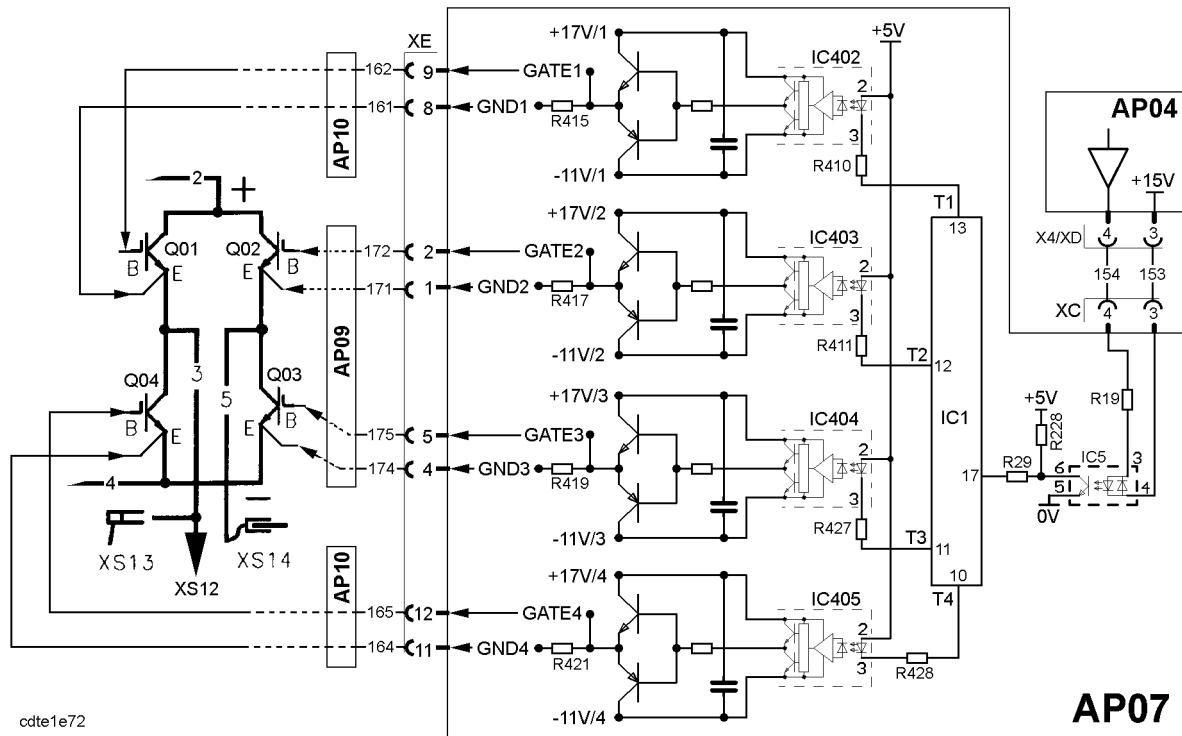 +17V/1
XE
+5V
IC402
AP04
162
9
GATE1
2
161
8
GND1
R415
3
+15V
AP10
-11V/1
R410
2
+
T1
13
+17V/2
4
3
X4/XD
IC403
Q01
Q02
172
2
GATE2
2
B
E
E
B
154
153
171
1
GND2
R417
3
XC
4
3
AP09
-11V/2
R411
T2
12
Q04
3
5
Q03
+17V/3
IC404
IC1
+5V
R19
B
E
E
B
175
5
GATE3
2
R228
174
4
GND3
R419
3
17
R29
IC5
6
3
5
4
0V
4
-
R427
-11V/3
T3
11
XS13
XS14
XS12
AP10
+17V/4
IC405
10
T4
165
12
GATE4
2
164
11
GND4
R421
3
R428
-11V/4
cdte1e72
AP07